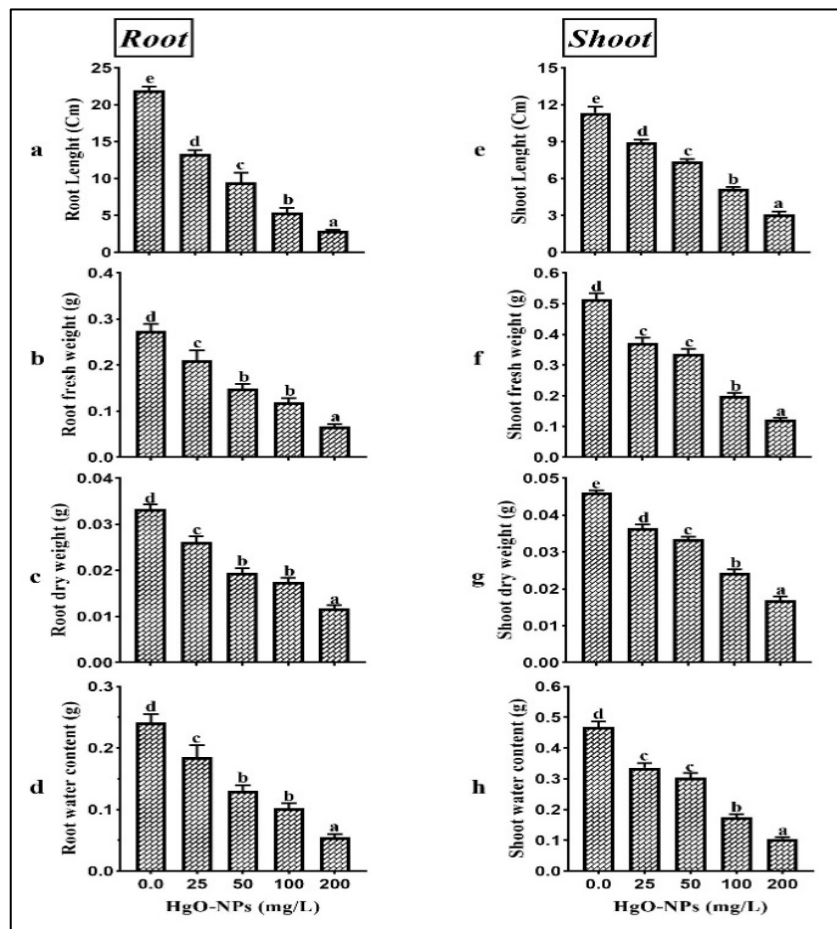 Root
a
Root Lenght (Cm)
25
20
15
10
5
0
e
d
c
b
a
b
Root fresh weight (g)
0.4
0.3
0.2
0.1
0.0
d
c
b
b
a
c
Root dry weight (g)
0.04
0.03
0.02
0.01
0.00
d
c
b
b
a
d
Root water content (g)
0.3
0.2
0.1
0.0
d
c
b
b
a
0.0 25 50 100 200
HgO-NPs (mg/L)
Shoot
e
Shoot Lenght (Cm)
15
12
9
6
3
0
e
d
c
b
a
f
Shoot fresh weight (g)
0.6
0.5
0.4
0.3
0.2
0.1
0.0
d
c
c
b
a
g
Shoot dry weight (g)
0.05
0.04
0.03
0.02
0.01
0.00
e
d
c
b
a
h
Shoot water content (g)
0.6
0.5
0.4
0.3
0.2
0.1
0.0
d
c
c
b
a
0.0 25 50 100 200
HgO-NPs (mg/L)